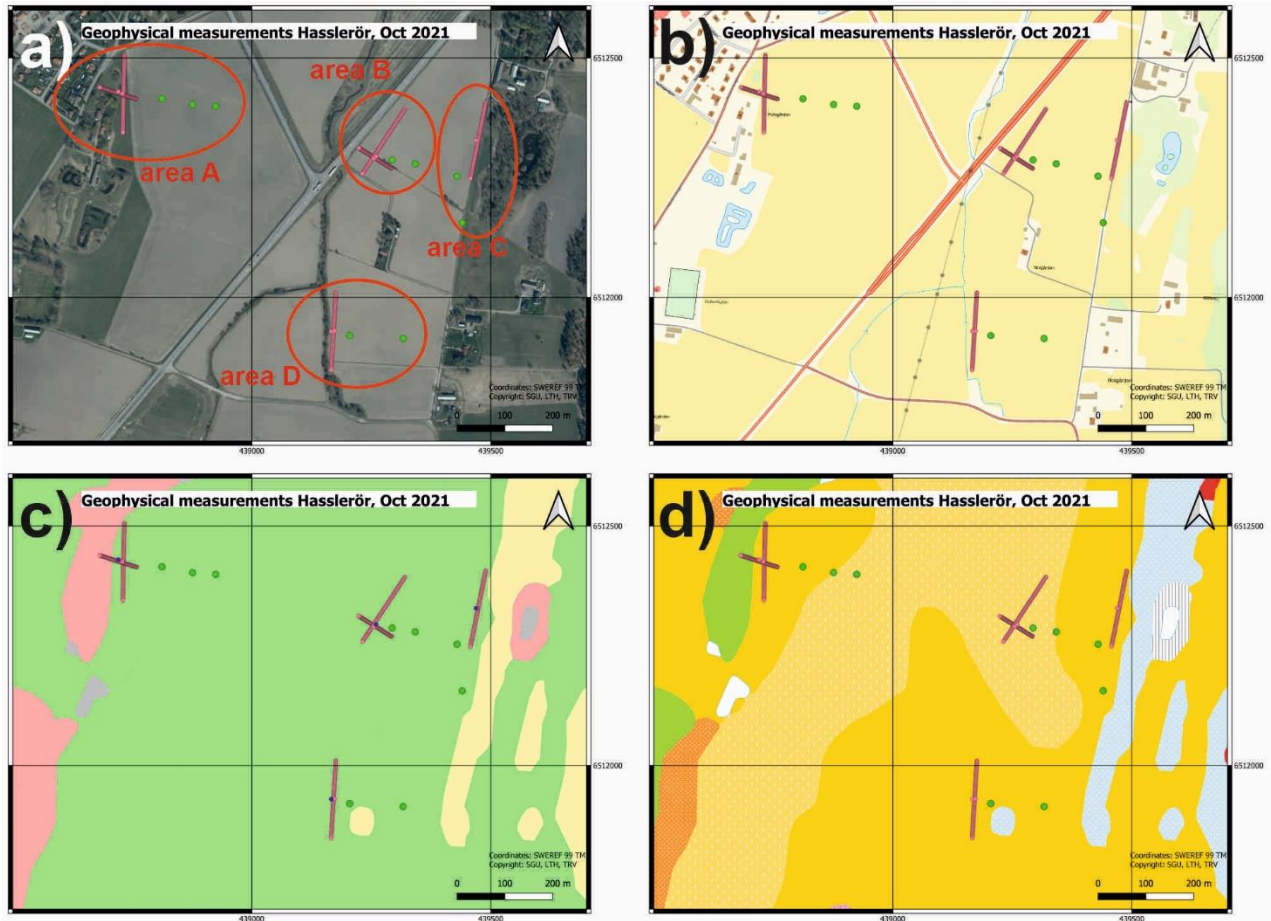 a)
Geophysical measurements Hasslerör, Oct 2021
area A
area B
area C
area D
6512500
6512000
Coordinates: SWEREF 99 TM
Copyright: SGU, LTH, TRV
0 100 200 m
439000 439500
b)
Geophysical measurements Hasslerör, Oct 2021
6512500
6512000
Coordinates: SWEREF 99 TM
Copyright: SGU, LTH, TRV
0 100 200 m
439000 439500
c)
Geophysical measurements Hasslerör, Oct 2021
6512500
6512000
Coordinates: SWEREF 99 TM
Copyright: SGU, LTH, TRV
0 100 200 m
439000 439500
d)
Geophysical measurements Hasslerör, Oct 2021
6512500
6512000
Coordinates: SWEREF 99 TM
Copyright: SGU, LTH, TRV
0 100 200 m
439000 439500